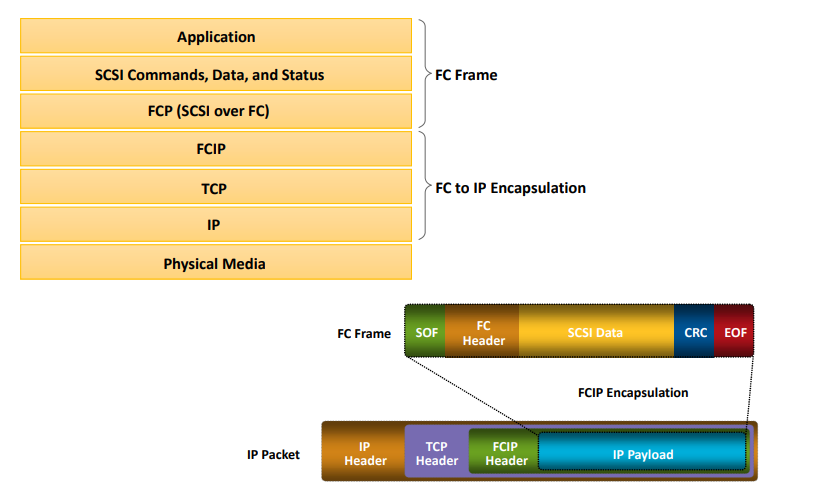 Application
SCSI Commands, Data, and Status
FC Frame
FCP (SCSI over FC)
FCIP
TCP
FC to IP Encapsulation
IP
Physical Media
FC Frame
SOF
FC
Header
SCSI Data
CRC
EOF
FCIP Encapsulation
IP Packet
IP
Header
TCP
Header
FCIP
Header
IP Payload